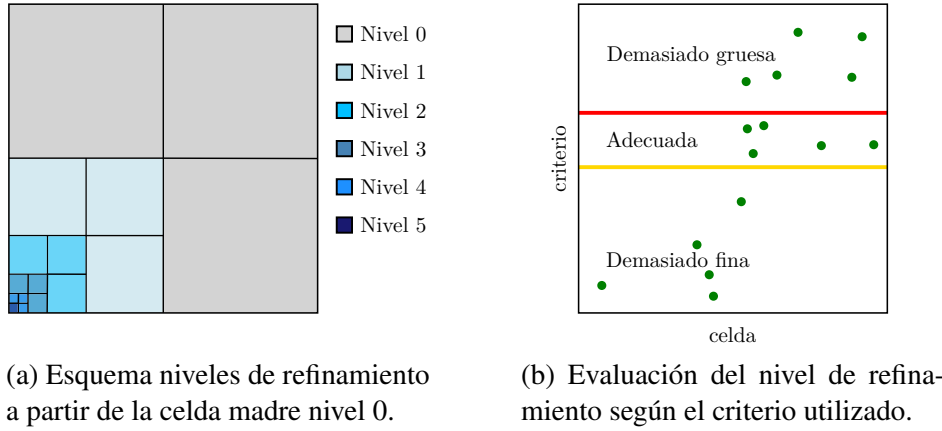 Nivel 0
Nivel 1
Nivel 2
Nivel 3
Nivel 4
Nivel 5
Demasiado gruesa
Adecuada
Demasiado fina
criterio
celda
(a) Esquema niveles de refinamiento
a partir de la celda madre nivel 0.
(b) Evaluación del nivel de refina-
miento según el criterio utilizado.